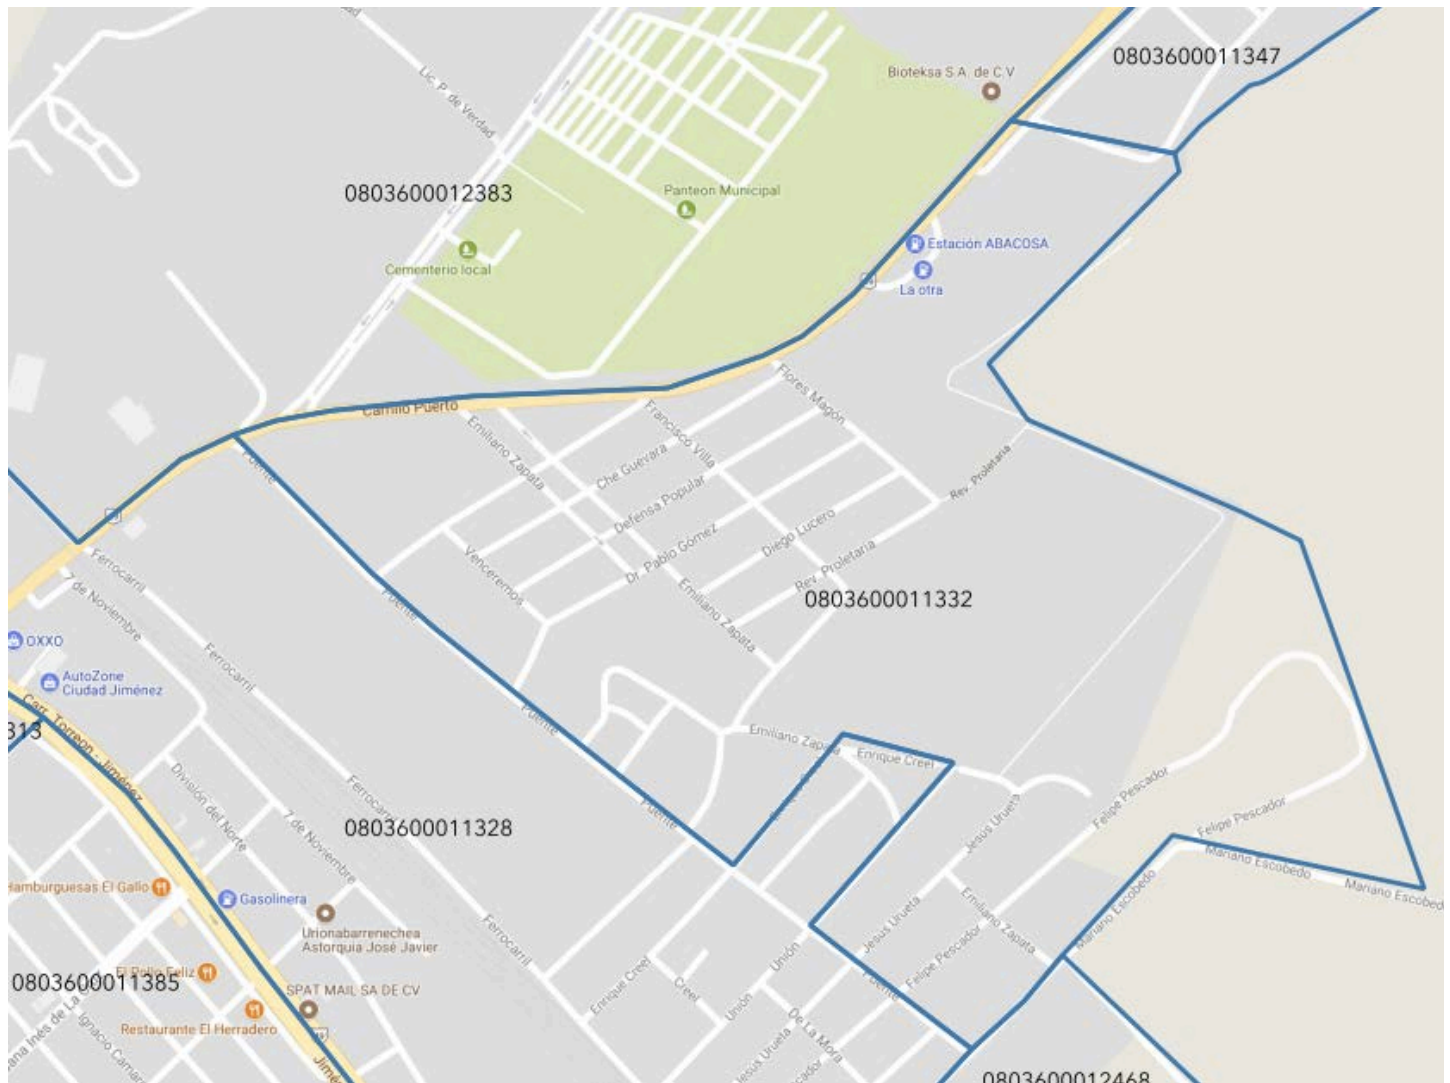 0803600011347
Bioteksa S.A. de C.V
Lic. P. de Verdad
0803600012383
Panteon Municipal
Cementerio local
Estación ABACOSA
La otra
Flores Magón
Carrillo Puerto
Francisco Villa
Emiliano Zapata
Che Guevara
Puente
Defensa Popular
Rev. Proletaria
Diego Lucero
Dr. Pablo Gómez
Ferrocarril
Venceremos
Rev. Proletaria
7 de Noviembre
Puente
Emiliano Zapata
0803600011332
OXXO
Ferrocarril
AutoZone
Ciudad Jiménez
Carr. Torreon - Jiménez
313
Puente
Emiliano Zapata
Enrique Creel
División del Norte
Ferrocarril
Puente
Jesus Urueta
Felipe Pescador
0803600011328
7 de Noviembre
Felipe Pescador
Mariano Escobedo
Mariano Escobedo
Hamburguesas El Gallo
Gasolinera
Urionabarrenechea
Astorquia José Javier
Ferrocarril
Jesus Urueta
Emiliano Zapata
Mariano Escobedo
Unión
Felipe Pescador
El Pollo Feliz
0803600011385
Enrique Creel
Creel
Puente
SPAT MAIL SA DE CV
Unión
De La Mora
Restaurante El Herradero
Jesus Urueta
0803600012468